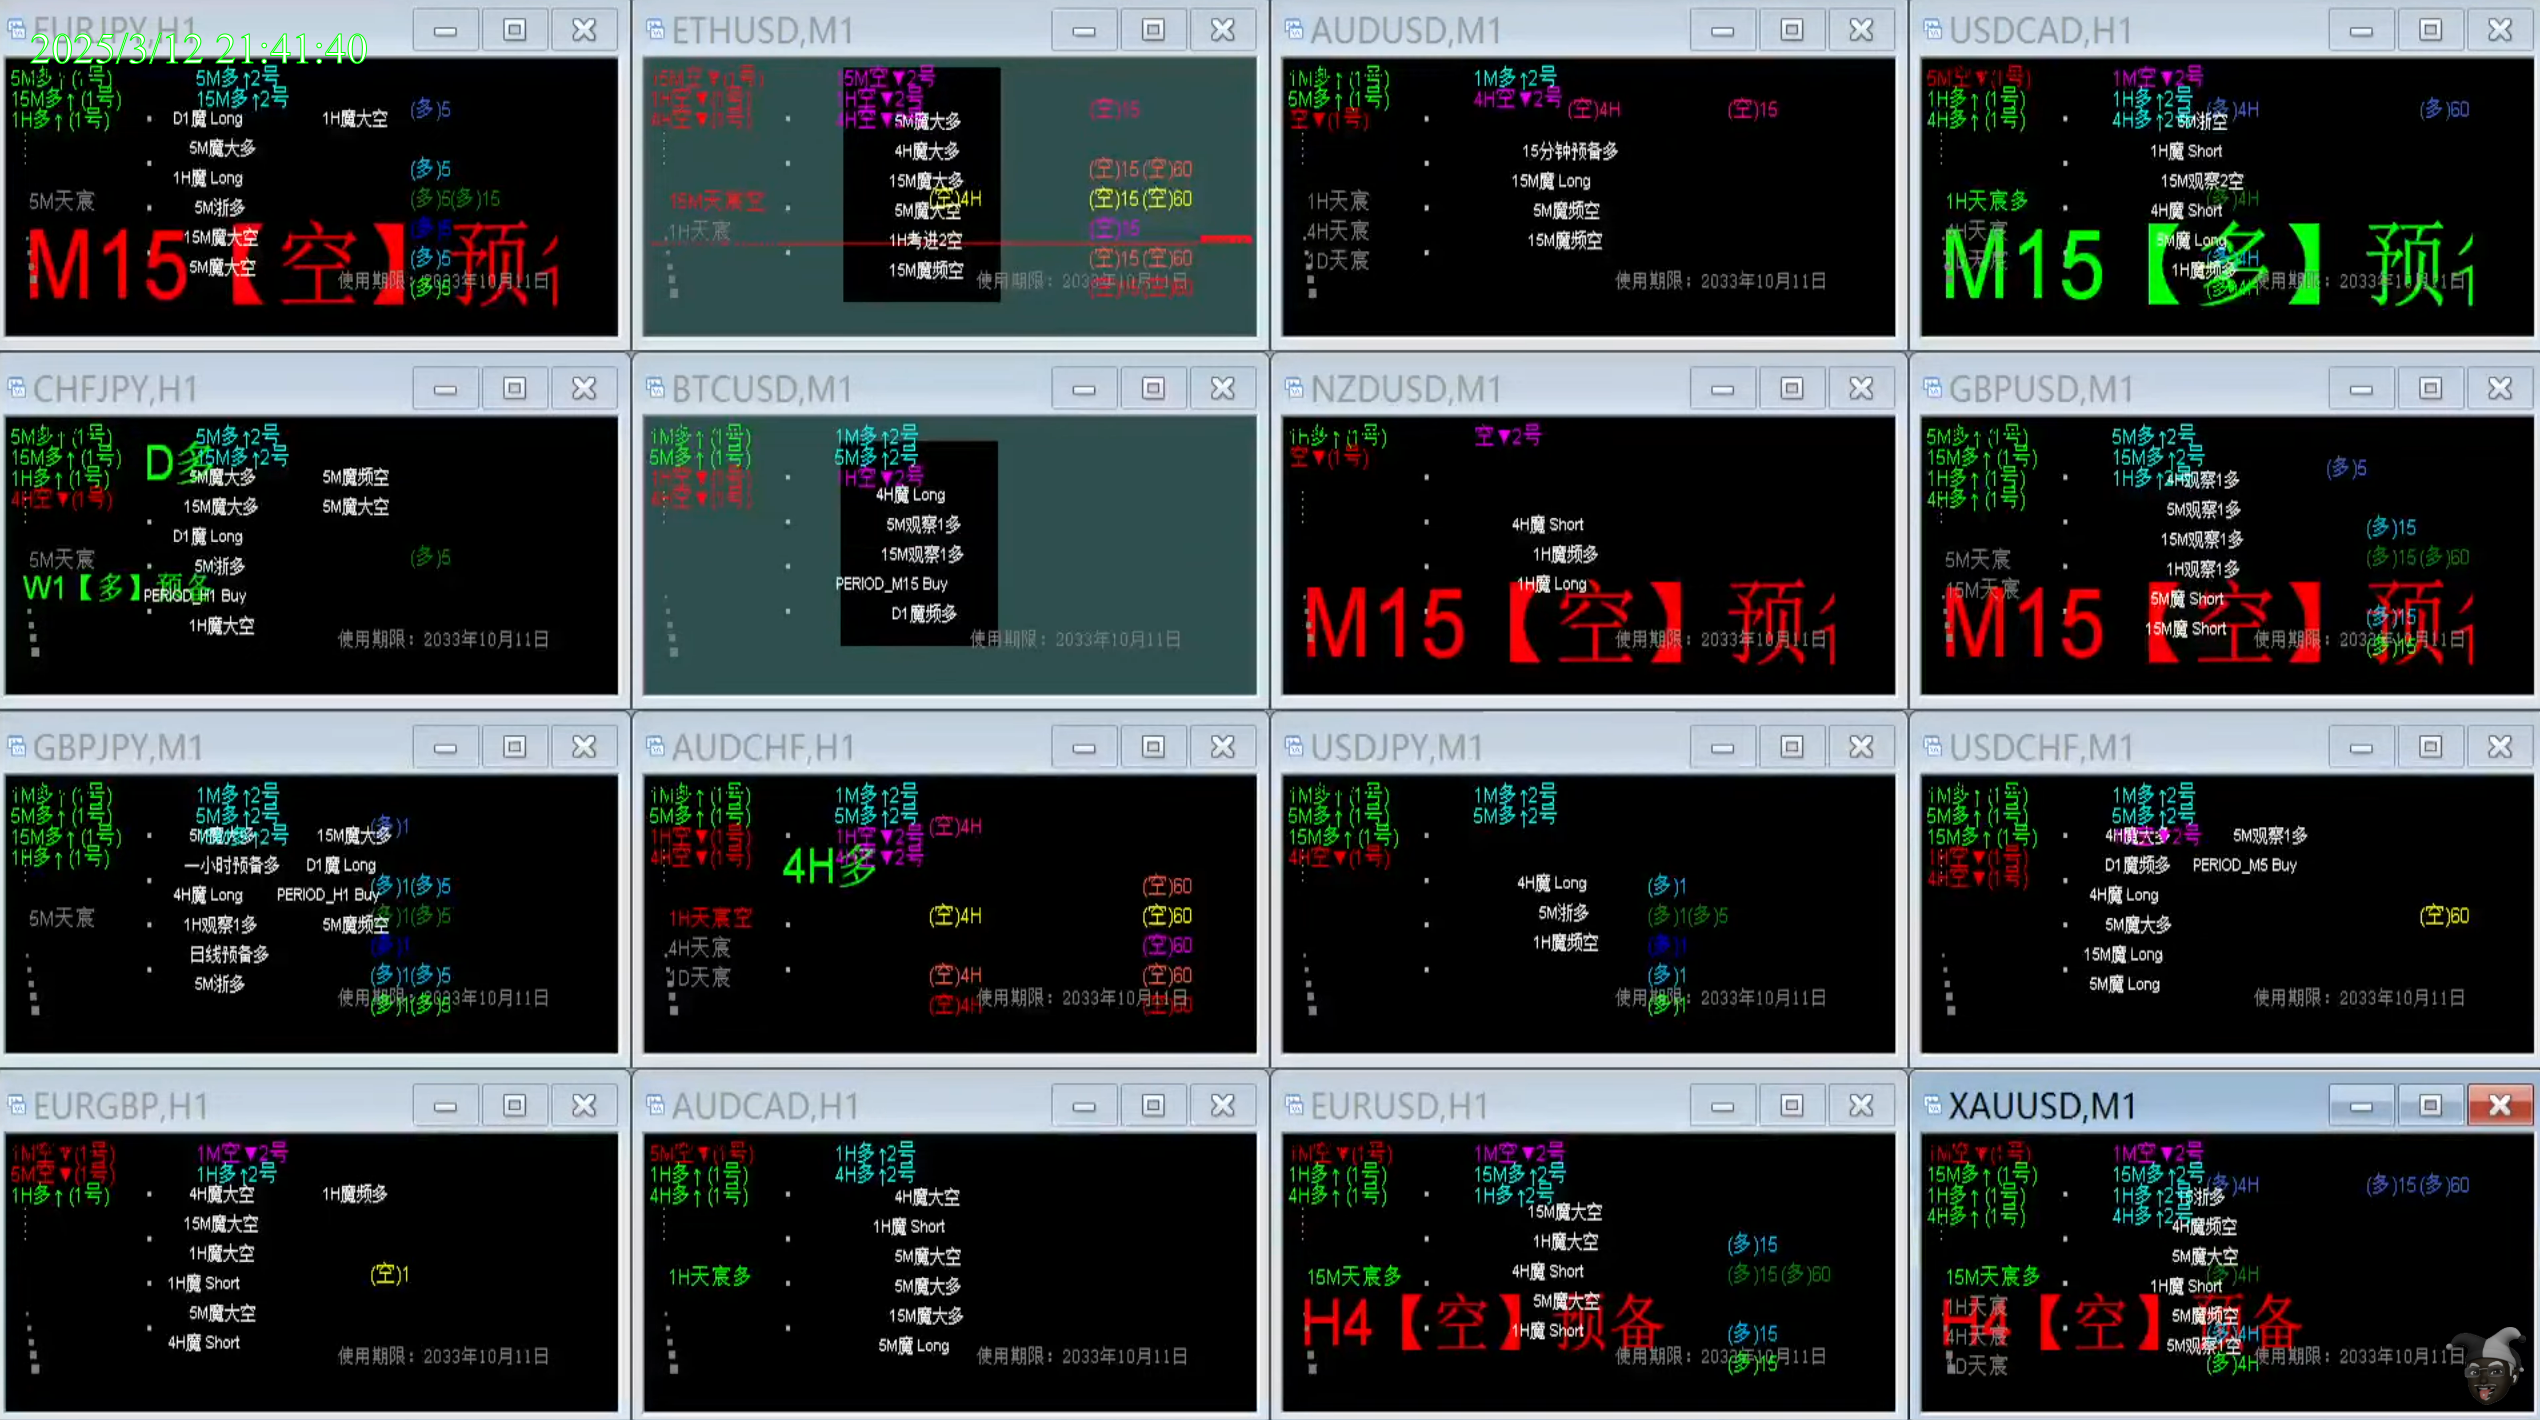 EURJPY,H1
2025/3/12 21:41:40
5M多↑(1号) 5M多↑2号
15M多↑(1号) 15M多↑2号
1H多↑(1号) D1魔 Long 1H魔大空 (多)5
5M魔大多
1H魔 Long (多)5
5M天宸 5M浙多 (多)5(多)15
15M魔大空 (多)5
5M魔大空 (多)5
M15【空】预
使用期限：2033年10月11日
(多)5
ETHUSD,M1
15M空▼(1号) 15M空▼2号
1H空▼(1号) 1H空▼2号 (空)15
4H空▼(1号) 4H空▼2号
5M魔大多
4H魔大多
15M魔大多 (空)15(空)60
15M天宸空 (空)4H (空)15(空)60
5M魔大空
1H天宸 1H考进2空 (空)15
15M魔频空 (空)15(空)60
使用期限：2033年10月11日
AUDUSD,M1
1M多↑(1号) 1M多↑2号
5M多↑(1号) 4H空▼2号 (空)4H (空)15
空▼(1号)
15分钟预备多
15M魔 Long
1H天宸 5M魔频空
4H天宸 15M魔频空
1D天宸
使用期限：2033年10月11日
USDCAD,H1
5M空▼(1号) 1M空▼2号
1H多↑(1号) 1H多↑2号 (多)4H (多)60
4H多↑(1号) 4H多↑2号 5M浙空
1H魔 Short
15M观察2空
1H天宸多 (多)4H
4H魔 Short
4H天宸 5M魔 Long
1D天宸 1H魔频多 (多)4H
M15【多】预
使用期限：2033年10月11日
CHFJPY,H1
5M多↑(1号) 5M多↑2号
15M多↑(1号) D多 15M多↑2号
1H多↑(1号) 5M魔大多 5M魔频空
4H空▼(1号) 15M魔大多 5M魔大空
D1魔 Long
5M天宸 5M浙多 (多)5
W1【多】预备
PERIOD_H1 Buy
1H魔大空
使用期限：2033年10月11日
BTCUSD,M1
1M多↑(1号) 1M多↑2号
5M多↑(1号) 5M多↑2号
1H空▼(1号) 1H空▼2号
4H空▼(1号) 4H魔 Long
5M观察1多
15M观察1多
PERIOD_M15 Buy
D1魔频多
使用期限：2033年10月11日
NZDUSD,M1
1H多↑(1号) 空▼2号
空▼(1号)
4H魔 Short
1H魔频多
1H魔 Long
M15【空】预
使用期限：2033年10月11日
GBPUSD,M1
5M多↑(1号) 5M多↑2号
15M多↑(1号) 15M多↑2号 (多)5
1H多↑(1号) 1H多↑2号 4H观察1多
4H多↑(1号) 5M观察1多
15M观察1多 (多)15
5M天宸 1H观察1多 (多)15(多)60
15M天宸 5M魔 Short
15M魔 Short (多)15
M15【空】预
使用期限：2033年10月11日
(多)15
GBPJPY,M1
1M多↑(1号) 1M多↑2号
5M多↑(1号) 5M多↑2号 (多)1
15M多↑(1号) 15M多↑2号 5M魔大多 15M魔大多
1H多↑(1号) 一小时预备多 D1魔 Long
4H魔 Long PERIOD_H1 Buy (多)1(多)5
5M天宸 1H观察1多 5M魔频空 (多)1(多)5
日线预备多 (多)1
5M浙多 (多)1(多)5
使用期限：2033年10月11日
(多)1(多)5
AUDCHF,H1
1M多↑(1号) 1M多↑2号
5M多↑(1号) 5M多↑2号 (空)4H
1H空▼(1号) 1H空▼2号
4H空▼(1号) 4H多 4H空▼2号
(空)60
1H天宸空 (空)4H (空)60
4H天宸 (空)60
1D天宸 (空)4H (空)60
(空)4H (空)60
使用期限：2033年10月11日
USDJPY,M1
1M多↑(1号) 1M多↑2号
5M多↑(1号) 5M多↑2号
15M多↑(1号)
4H空▼(1号)
4H魔 Long (多)1
5M浙多 (多)1(多)5
1H魔频空 (多)1
(多)1
使用期限：2033年10月11日
(多)1
USDCHF,M1
1M多↑(1号) 1M多↑2号
5M多↑(1号) 5M多↑2号
15M多↑(1号) 4H魔大多 5M观察1多
1H空▼(1号) D1魔频多 PERIOD_M5 Buy
4H空▼(1号) 4H魔 Long
5M魔大多 (空)60
15M魔 Long
5M魔 Long
使用期限：2033年10月11日
EURGBP,H1
1M空▼(1号) 1M空▼2号
5M空▼(1号) 1H多↑2号
1H多↑(1号) 4H魔大空 1H魔频多
15M魔大空
1H魔大空
1H魔 Short (空)1
5M魔大空
4H魔 Short
使用期限：2033年10月11日
AUDCAD,H1
5M空▼(1号) 1H多↑2号
1H多↑(1号) 4H多↑2号
4H多↑(1号) 4H魔大空
1H魔 Short
5M魔大空
1H天宸多 5M魔大多
15M魔大多
5M魔 Long
使用期限：2033年10月11日
EURUSD,H1
1M空▼(1号) 1M空▼2号
1H多↑(1号) 15M多↑2号
4H多↑(1号) 1H多↑2号
15M魔大空
1H魔大空 (多)15
15M天宸多 4H魔 Short (多)15(多)60
5M魔大空
1H魔 Short (多)15
H4【空】预备
使用期限：2033年10月11日
(多)15
XAUUSD,M1
1M空▼(1号) 1M空▼2号
15M多↑(1号) 15M多↑2号 (多)4H (多)15(多)60
1H多↑(1号) 1H多↑2号
4H多↑(1号) 4H多↑2号 4H魔频空
5M魔大空
15M天宸多 (多)4H
1H魔 Short
1H天宸 5M魔频空
4H天宸 5M观察1空 (多)4H
1D天宸 (多)4H
H4【空】预备
使用期限：2033年10月11日